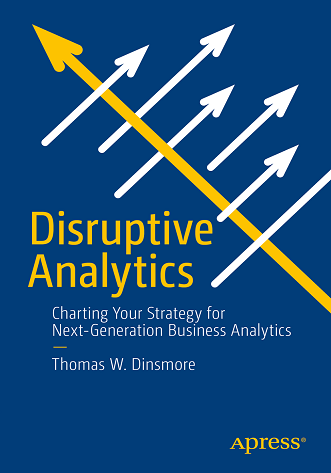 Disruptive
Analytics
Charting Your Strategy for
Next-Generation Business Analytics
Thomas W. Dinsmore
Apress®